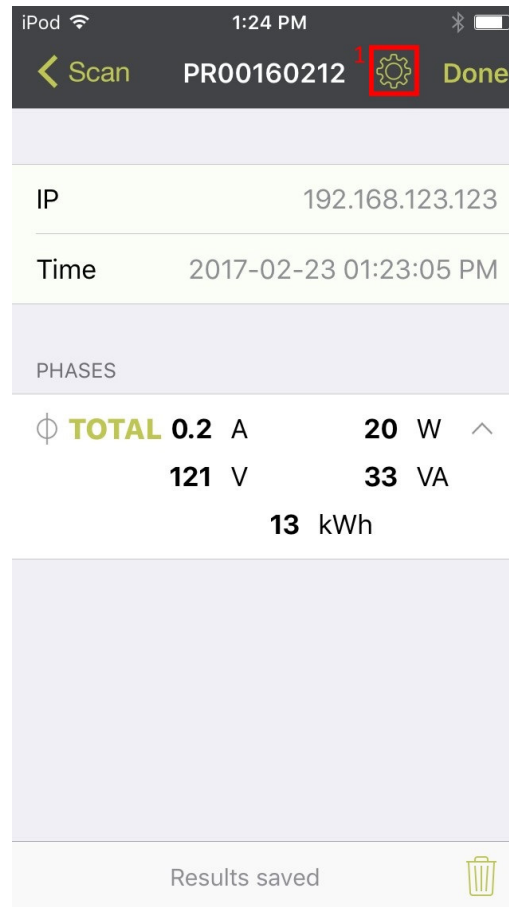 iPod 1:24 PM
Scan PR00160212 1 Done
IP 192.168.123.123
Time 2017-02-23 01:23:05 PM
PHASES
TOTAL 0.2 A 20 W
121 V 33 VA
13 kWh
Results saved